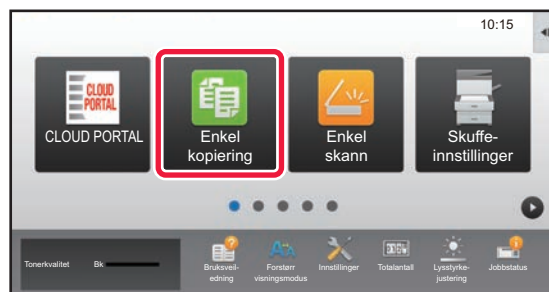 10:15
CLOUD
PORTAL
CLOUD PORTAL
Enkel
kopiering
Enkel
skann
Skuffe-
innstillinger
Tonerkvalitet
Bk
Bruksveil-
edning
Forstørr
visningsmodus
Innstillinger
Totalantall
Lysstyrke-
justering
Jobbstatus